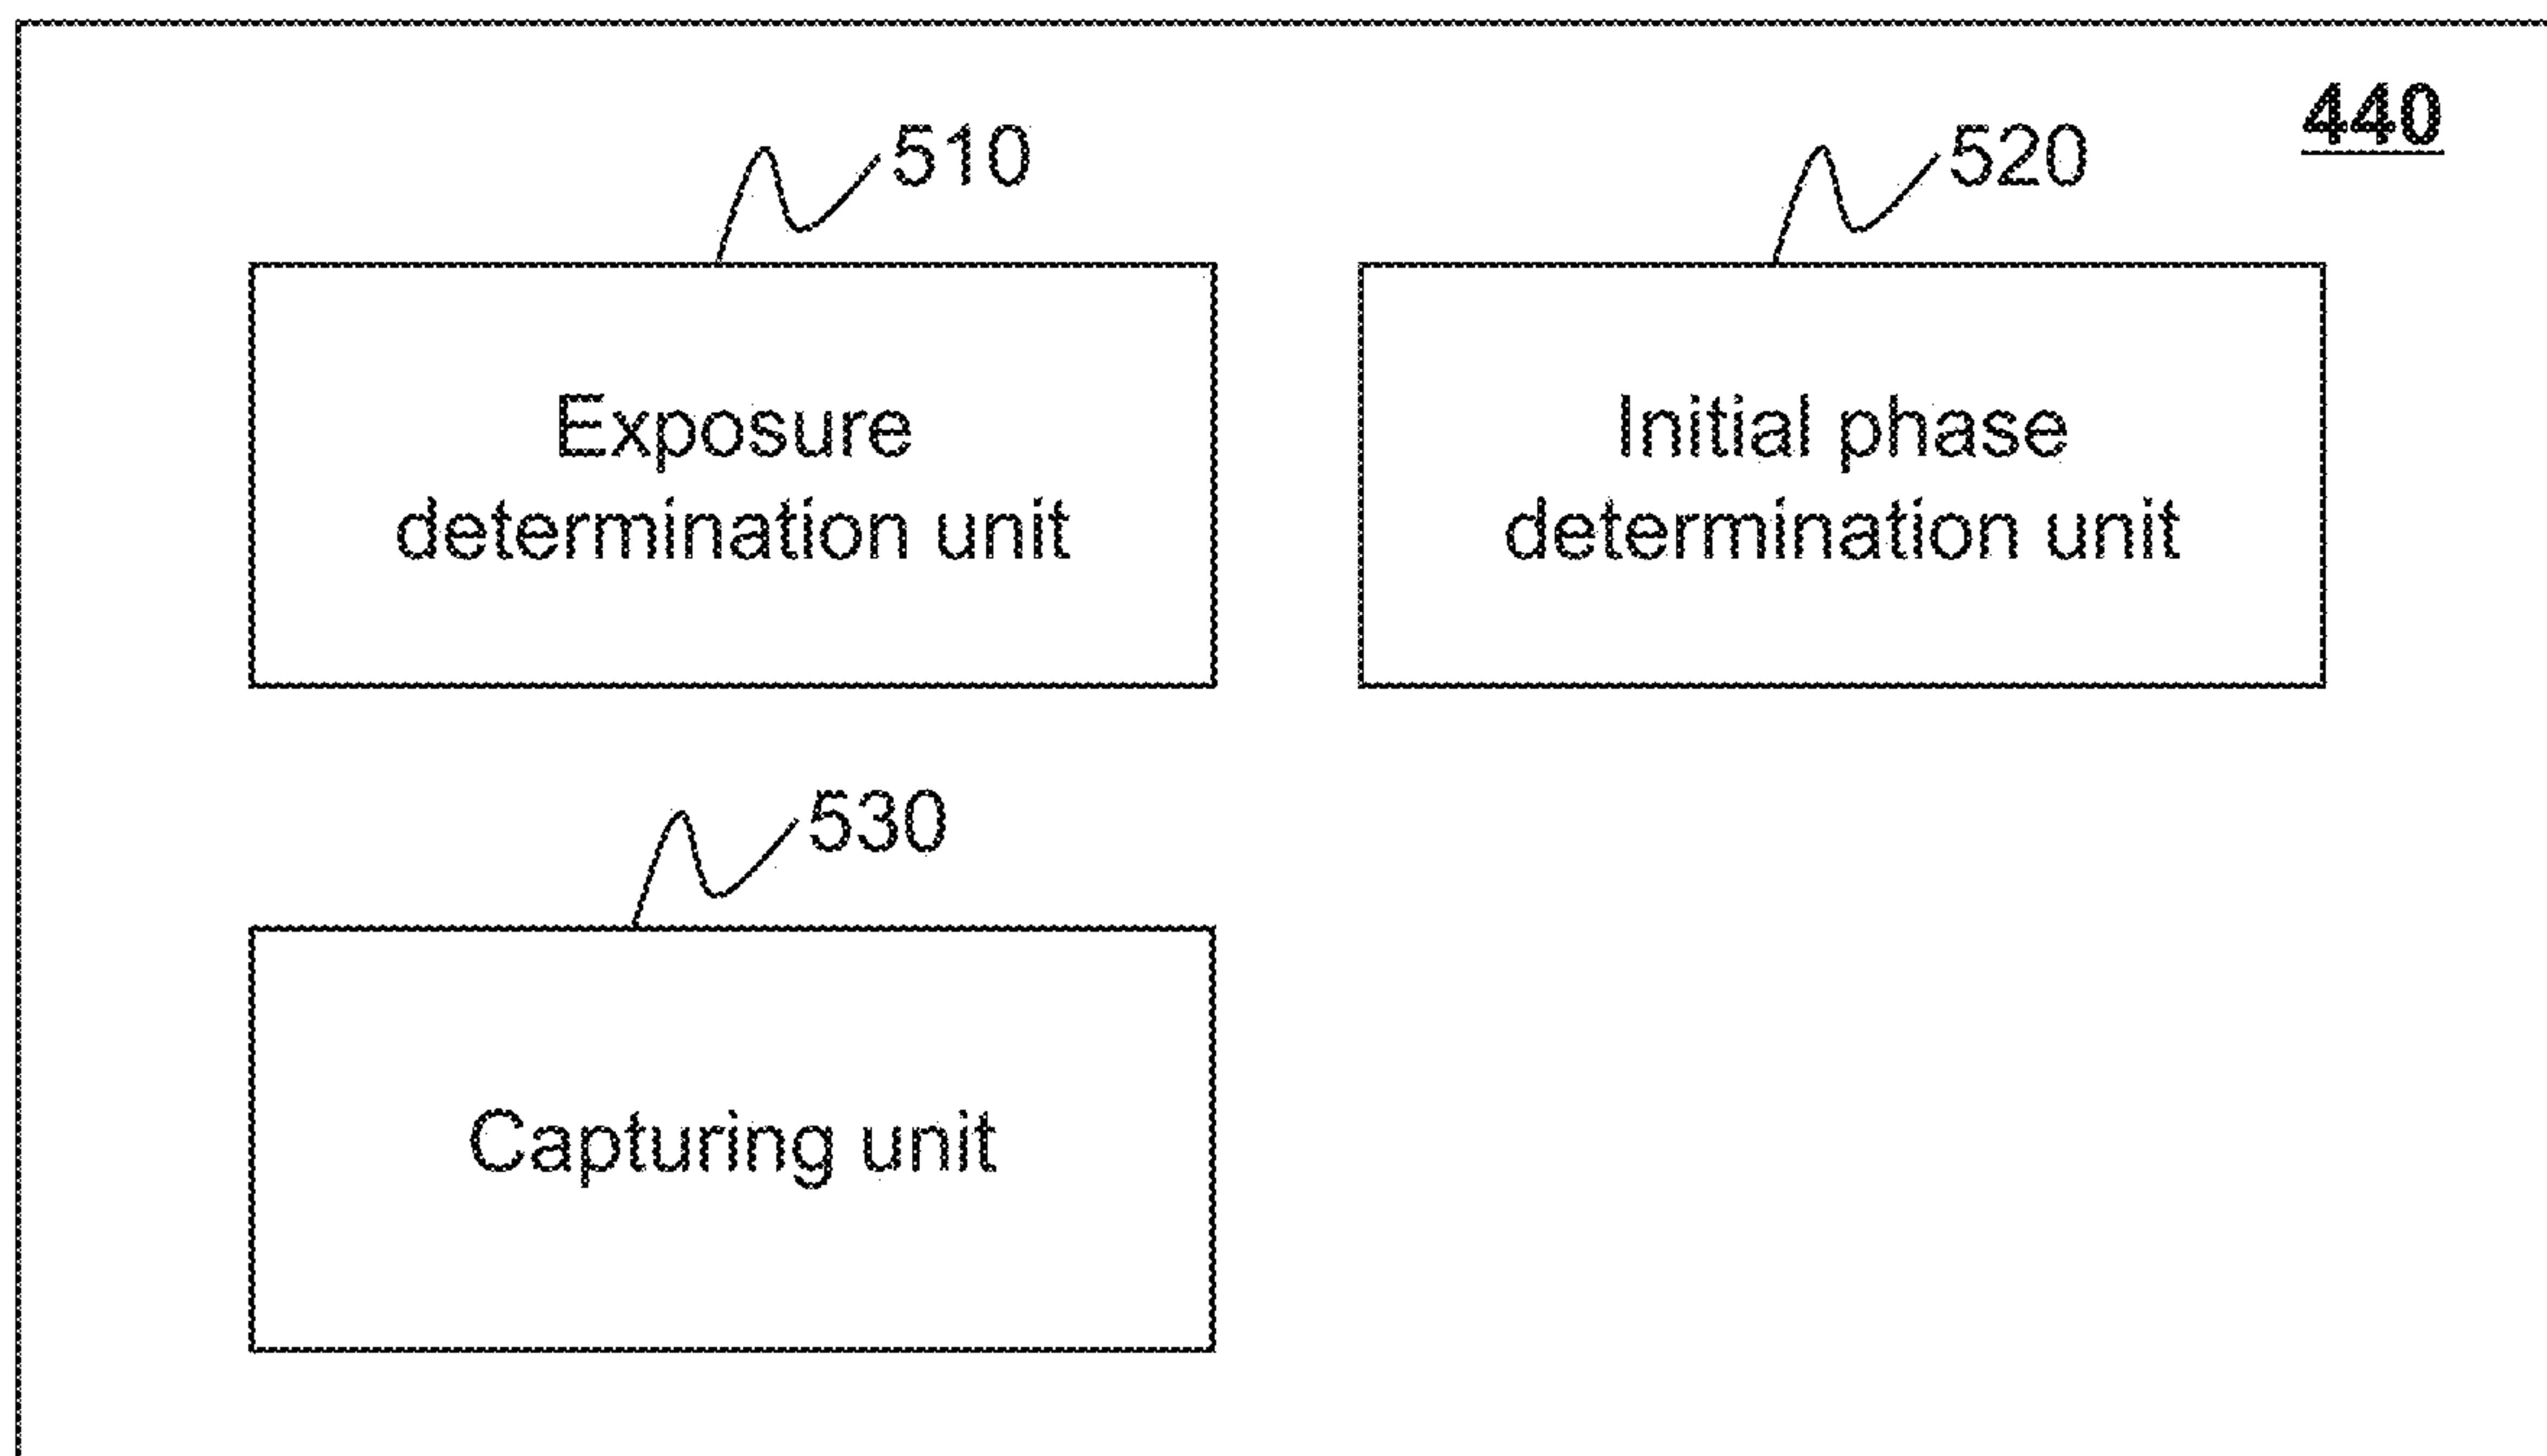 440
510
520
Exposure
determination unit
Initial phase
determination unit
530
Capturing unit